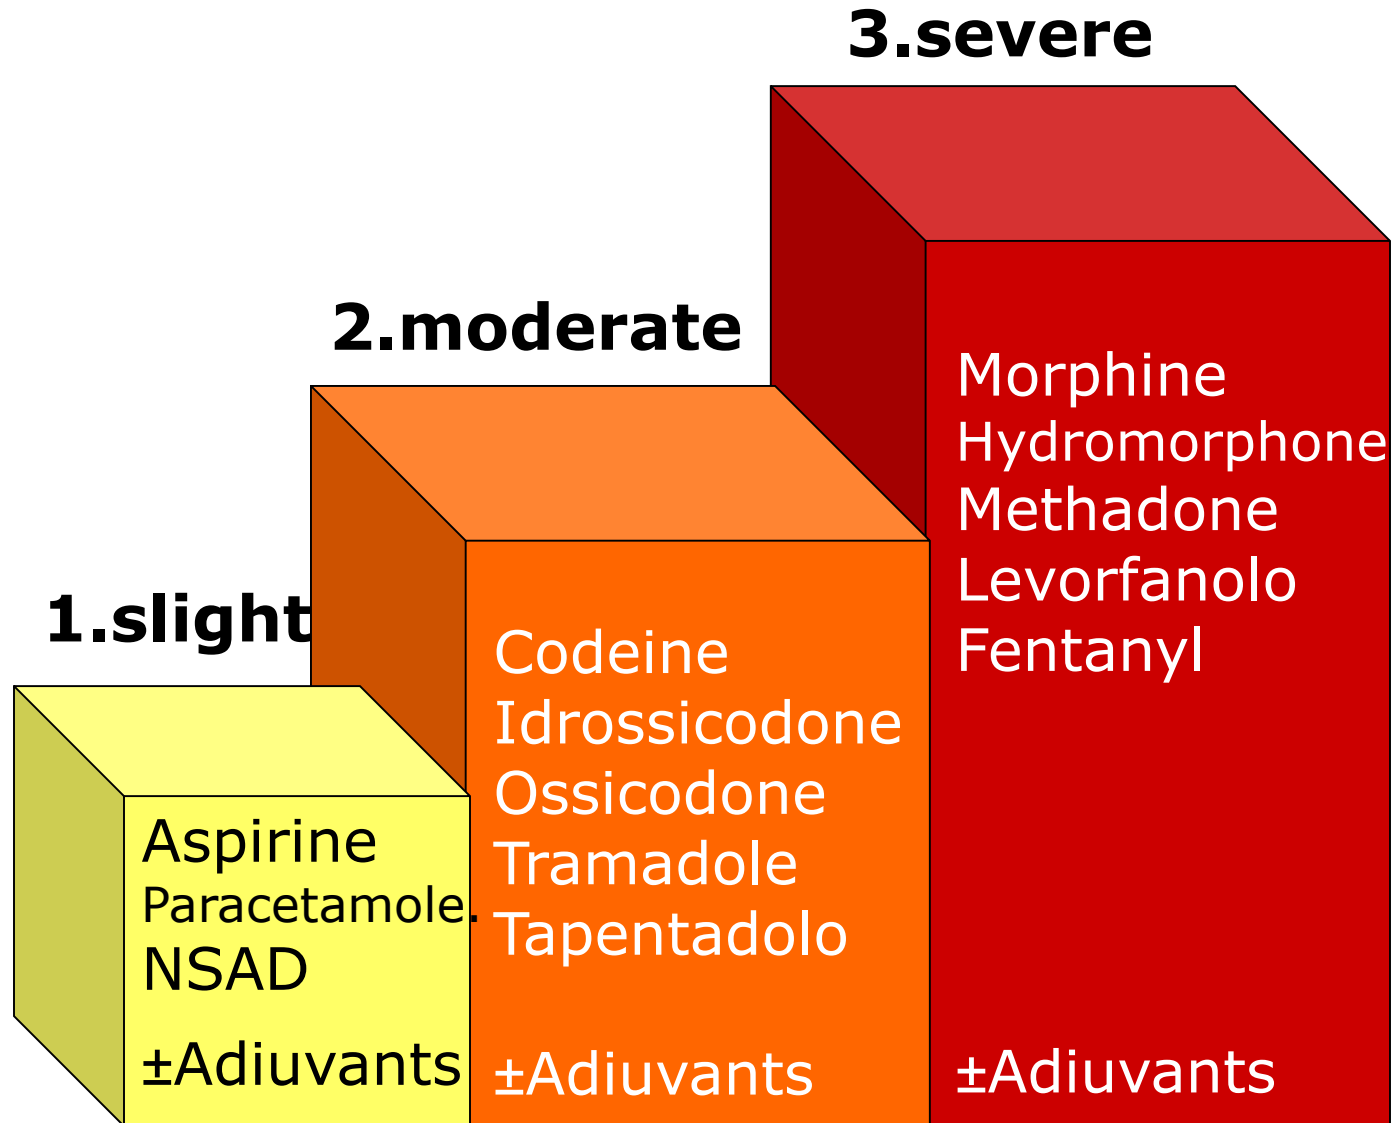 3.severe
2.moderate
1.slight
Morphine
Hydromorphone
Methadone
Levorfanolo
Fentanyl
±Adiuvants
Codeine
Idrossicodone
Ossicodone
Tramadole
Tapentadolo
±Adiuvants
Aspirine
Paracetamole.
NSAD
±Adiuvants